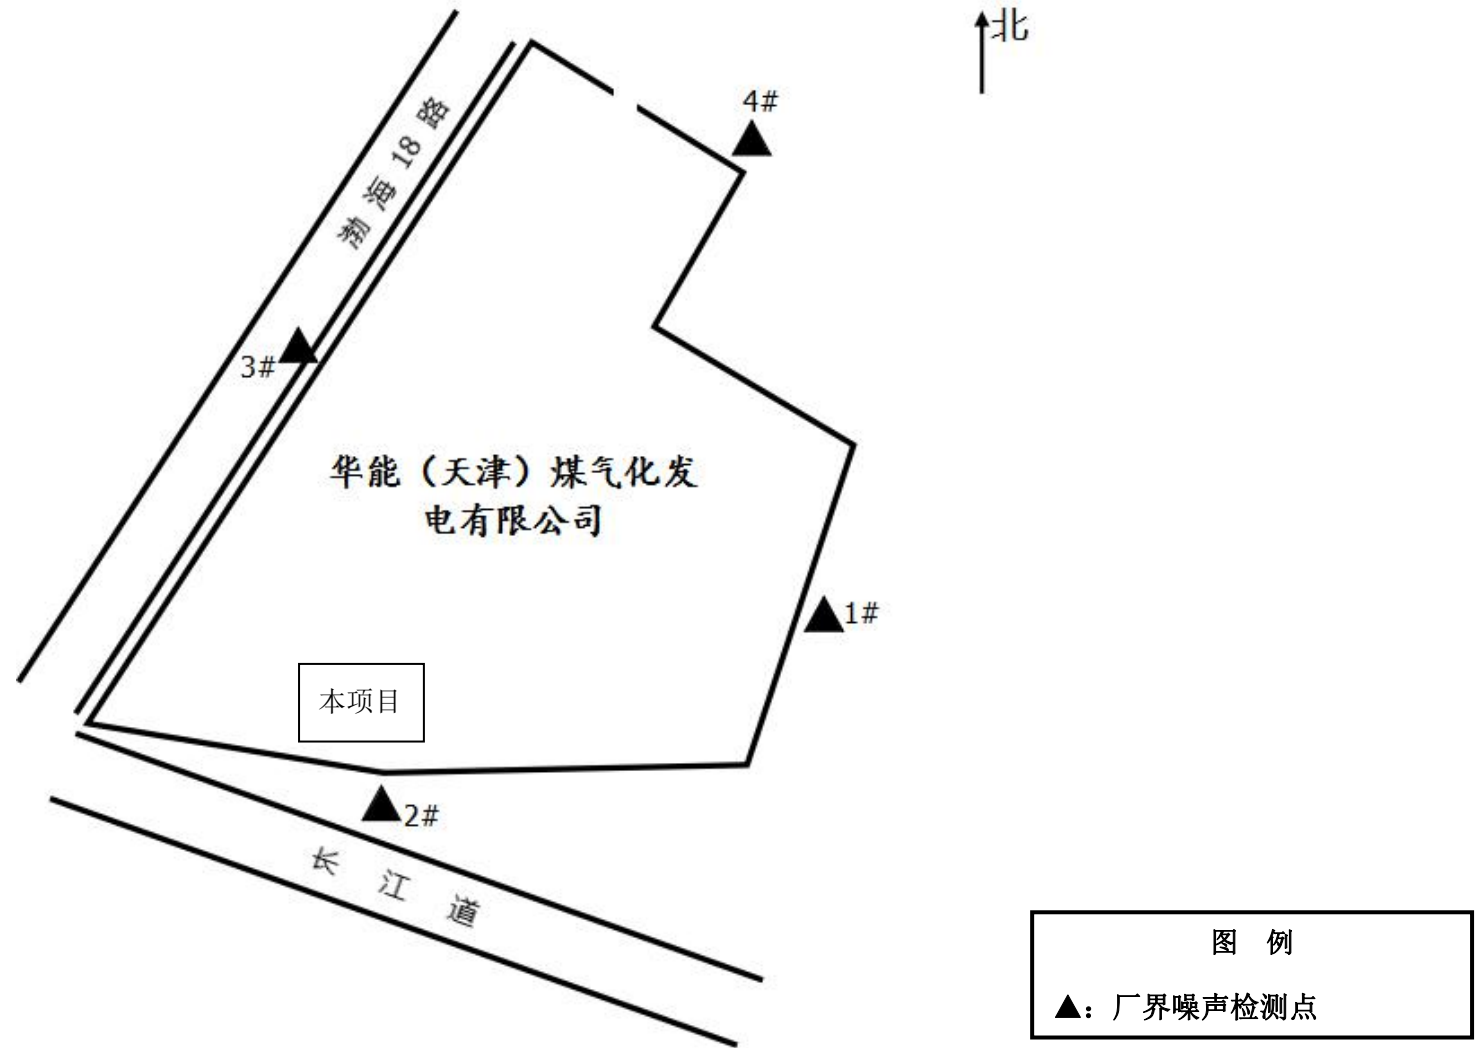 北
4#
渤海18路
3#
华能（天津）煤气化发
电有限公司
1#
本项目
2#
长江道
图 例
▲：厂界噪声检测点